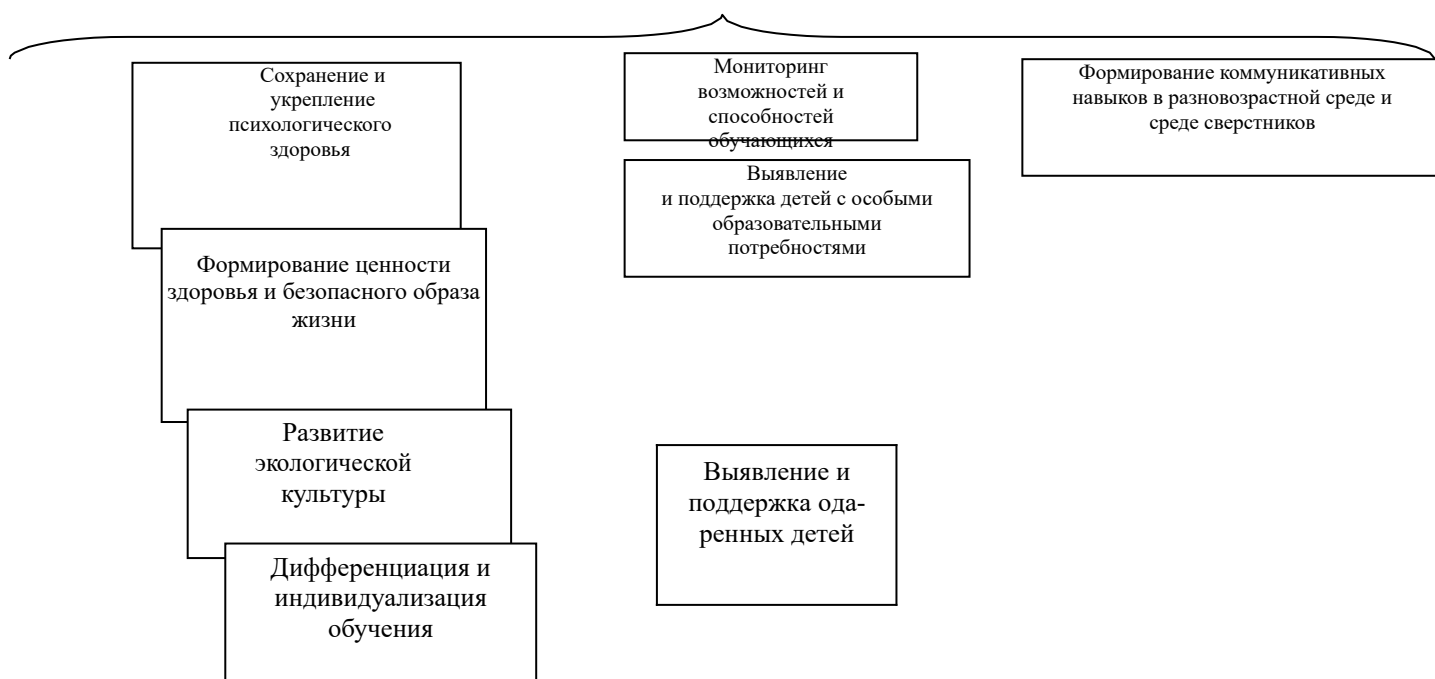 Сохранение и
укрепление
психологического
здоровья
Формирование ценности
здоровья и безопасного образа
жизни
Развитие
экологической
культуры
Дифференциация и
индивидуализация
обучения
Мониторинг
возможностей и
способностей
обучающихся
Выявление
и поддержка детей с особыми
образовательными
потребностями
Выявление и
поддержка ода-
ренных детей
Формирование коммуникативных
навыков в разновозрастной среде и
среде сверстников